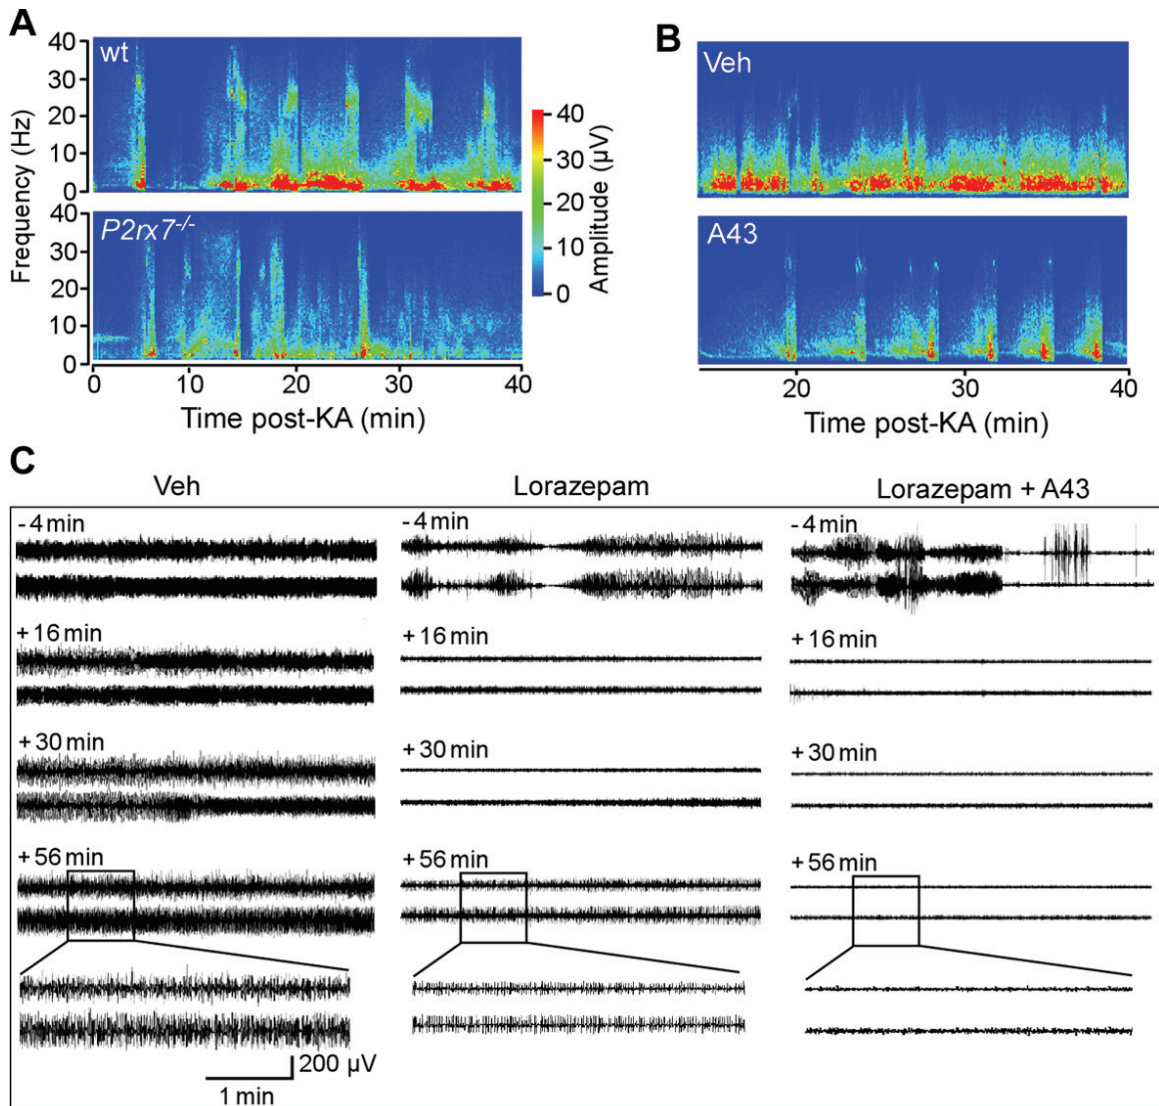 A
wt
40
30
20
10
0
Frequency (Hz)
P2rx7-/-
40
30
20
10
0
0 10 20 30 40
Time post-KA (min)
40
30
20
10
0
Amplitude (µV)
B
Veh
A43
20 30 40
Time post-KA (min)
C
Veh
- 4 min
+ 16 min
+ 30 min
+ 56 min
200 µV
1 min
Lorazepam
- 4 min
+ 16 min
+ 30 min
+ 56 min
Lorazepam + A43
- 4 min
+ 16 min
+ 30 min
+ 56 min